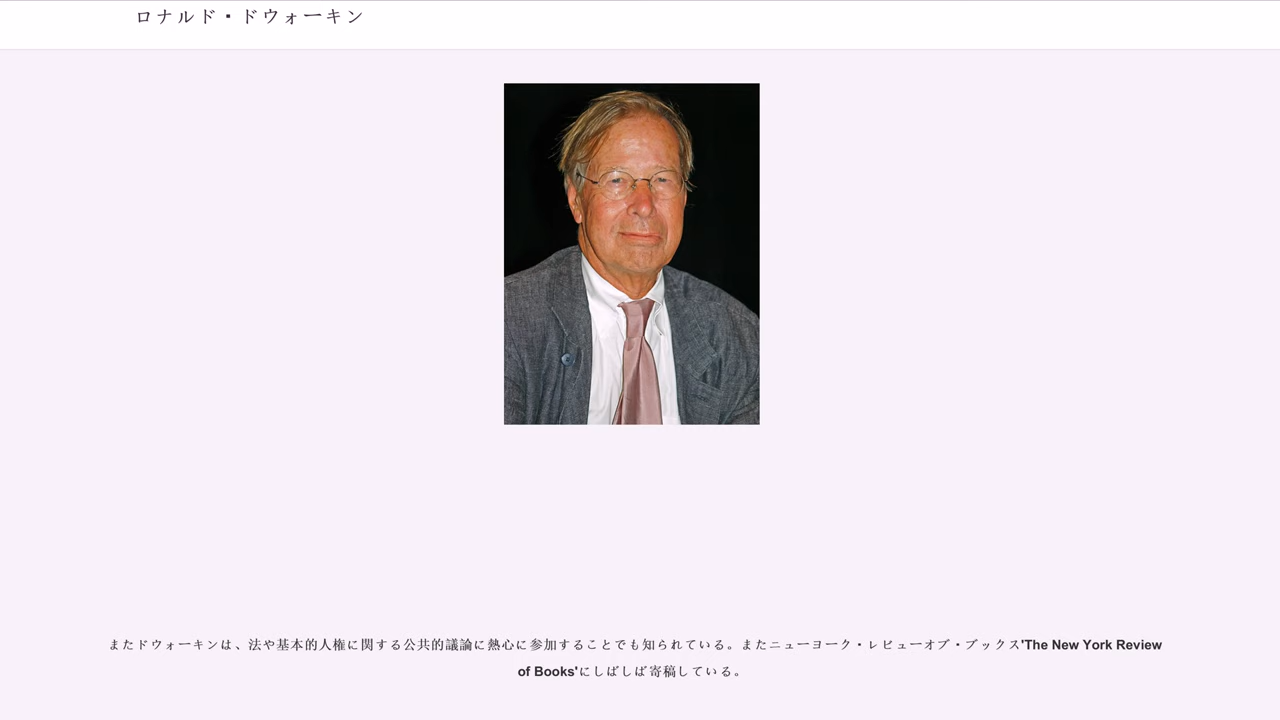 ロナルド・ドウォーキン
またドウォーキンは、法や基本的人権に関する公共的議論に熱心に参加することでも知られている。またニューヨーク・レビューオブ・ブックス'The New York Review
of Books'にしばしば寄稿している。